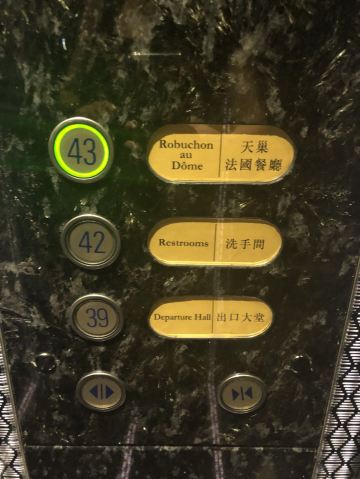 43
Robuchon
au
Dôme
天巢
法國餐廳
42
Restrooms
洗手間
39
Departure Hall
出口大堂